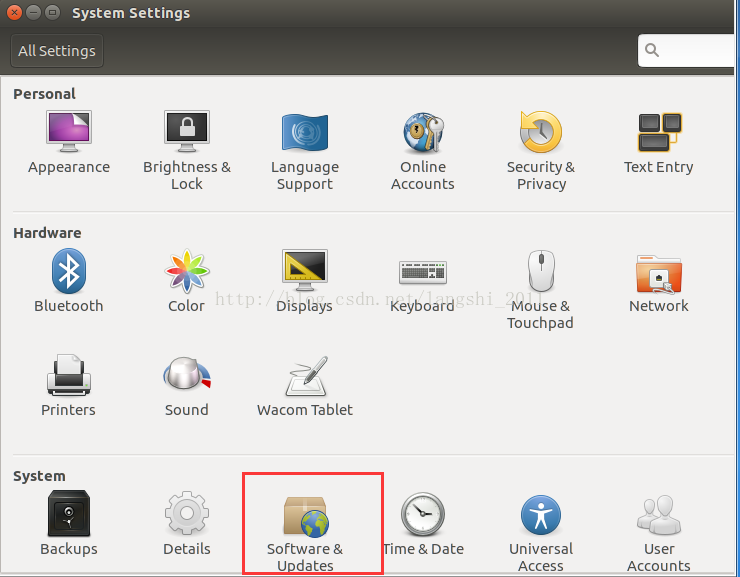 System Settings
All Settings
Personal
Appearance
Brightness &
Lock
Language
Support
Online
Accounts
Security &
Privacy
Text Entry
Hardware
Bluetooth
Color
Displays
Keyboard
Mouse &
Touchpad
Network
http://blog.csdn.net/langshi_2011
Printers
Sound
Wacom Tablet
System
Backups
Details
Software &
Updates
Time & Date
Universal
Access
User
Accounts